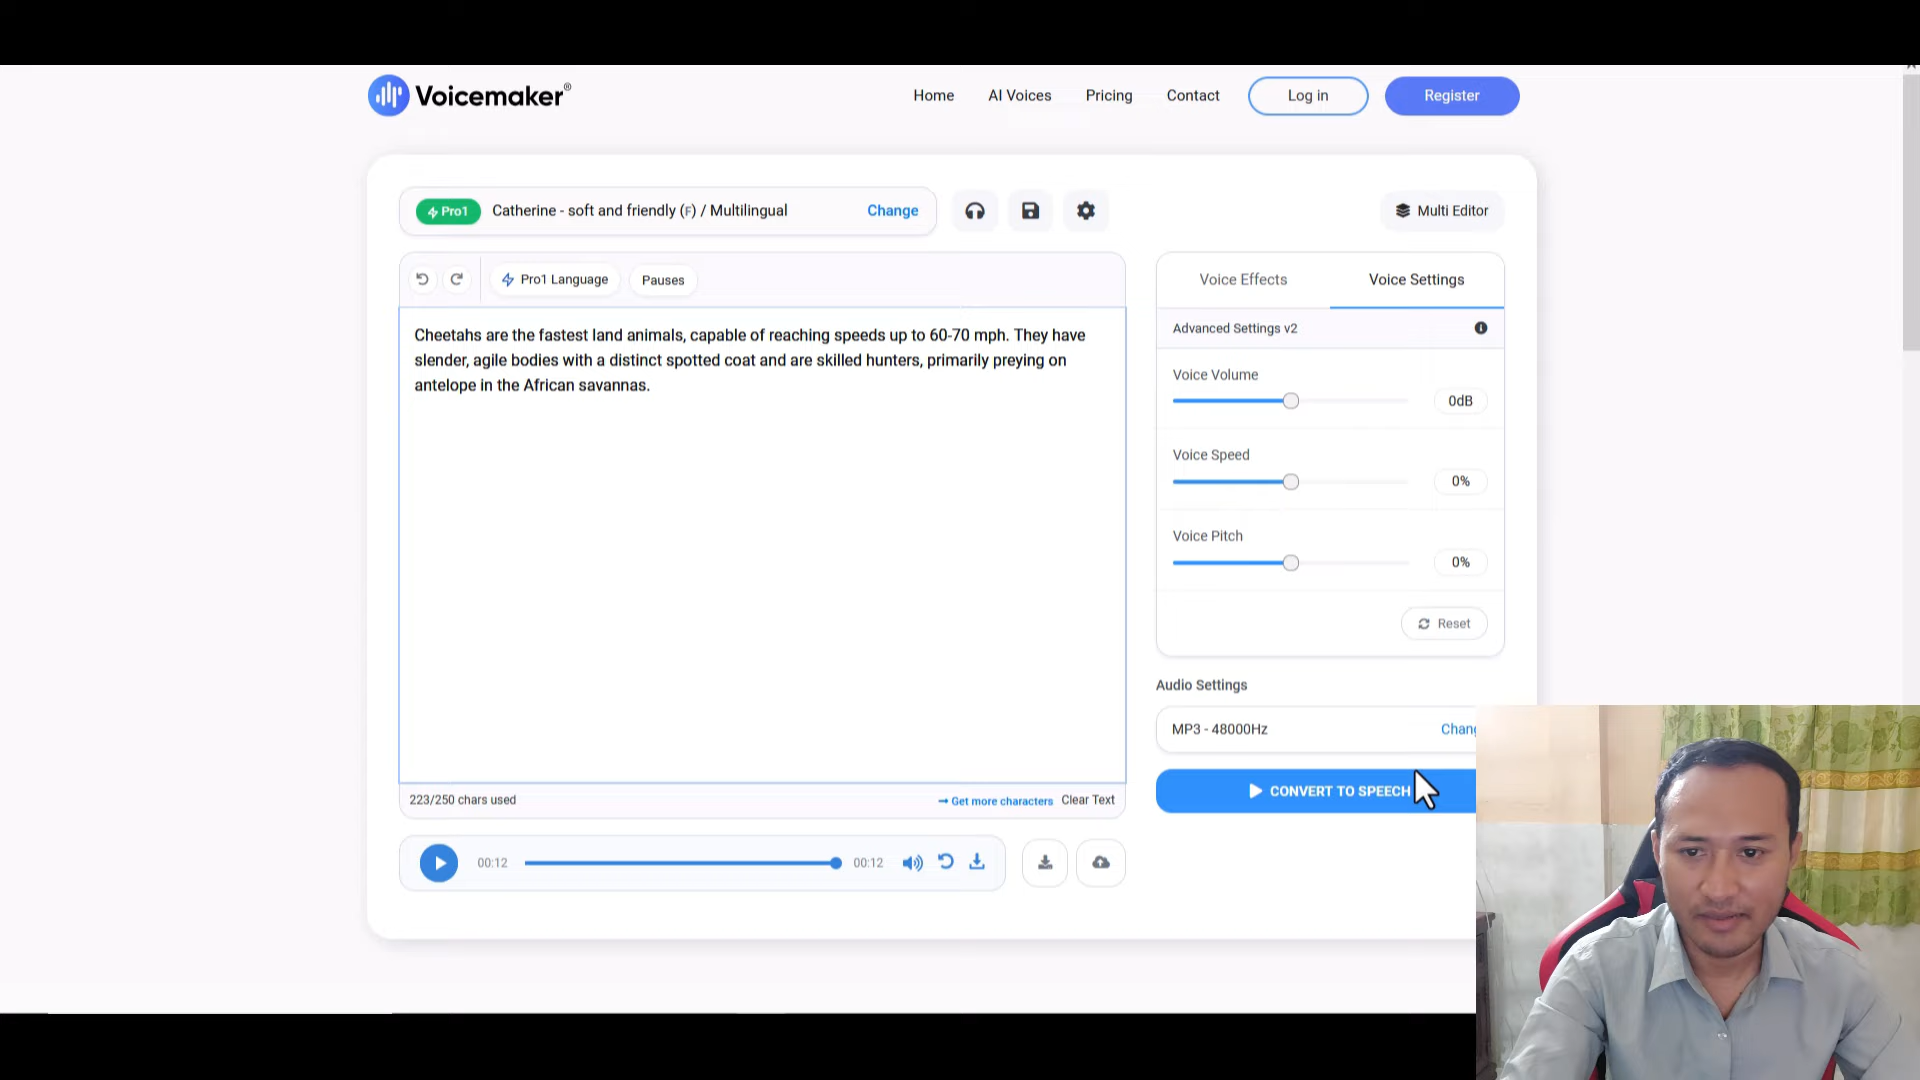 Voicemaker®
Home AI Voices Pricing Contact Log in Register
Pro1 Catherine - soft and friendly (F) / Multilingual Change
Multi Editor
Pro1 Language Pauses
Voice Effects Voice Settings
Advanced Settings v2
Cheetahs are the fastest land animals, capable of reaching speeds up to 60-70 mph. They have
slender, agile bodies with a distinct spotted coat and are skilled hunters, primarily preying on
antelope in the African savannas.
Voice Volume
0dB
Voice Speed
0%
Voice Pitch
0%
Reset
Audio Settings
MP3 - 48000Hz Chang
CONVERT TO SPEECH
223/250 chars used Get more characters Clear Text
00:12 00:12